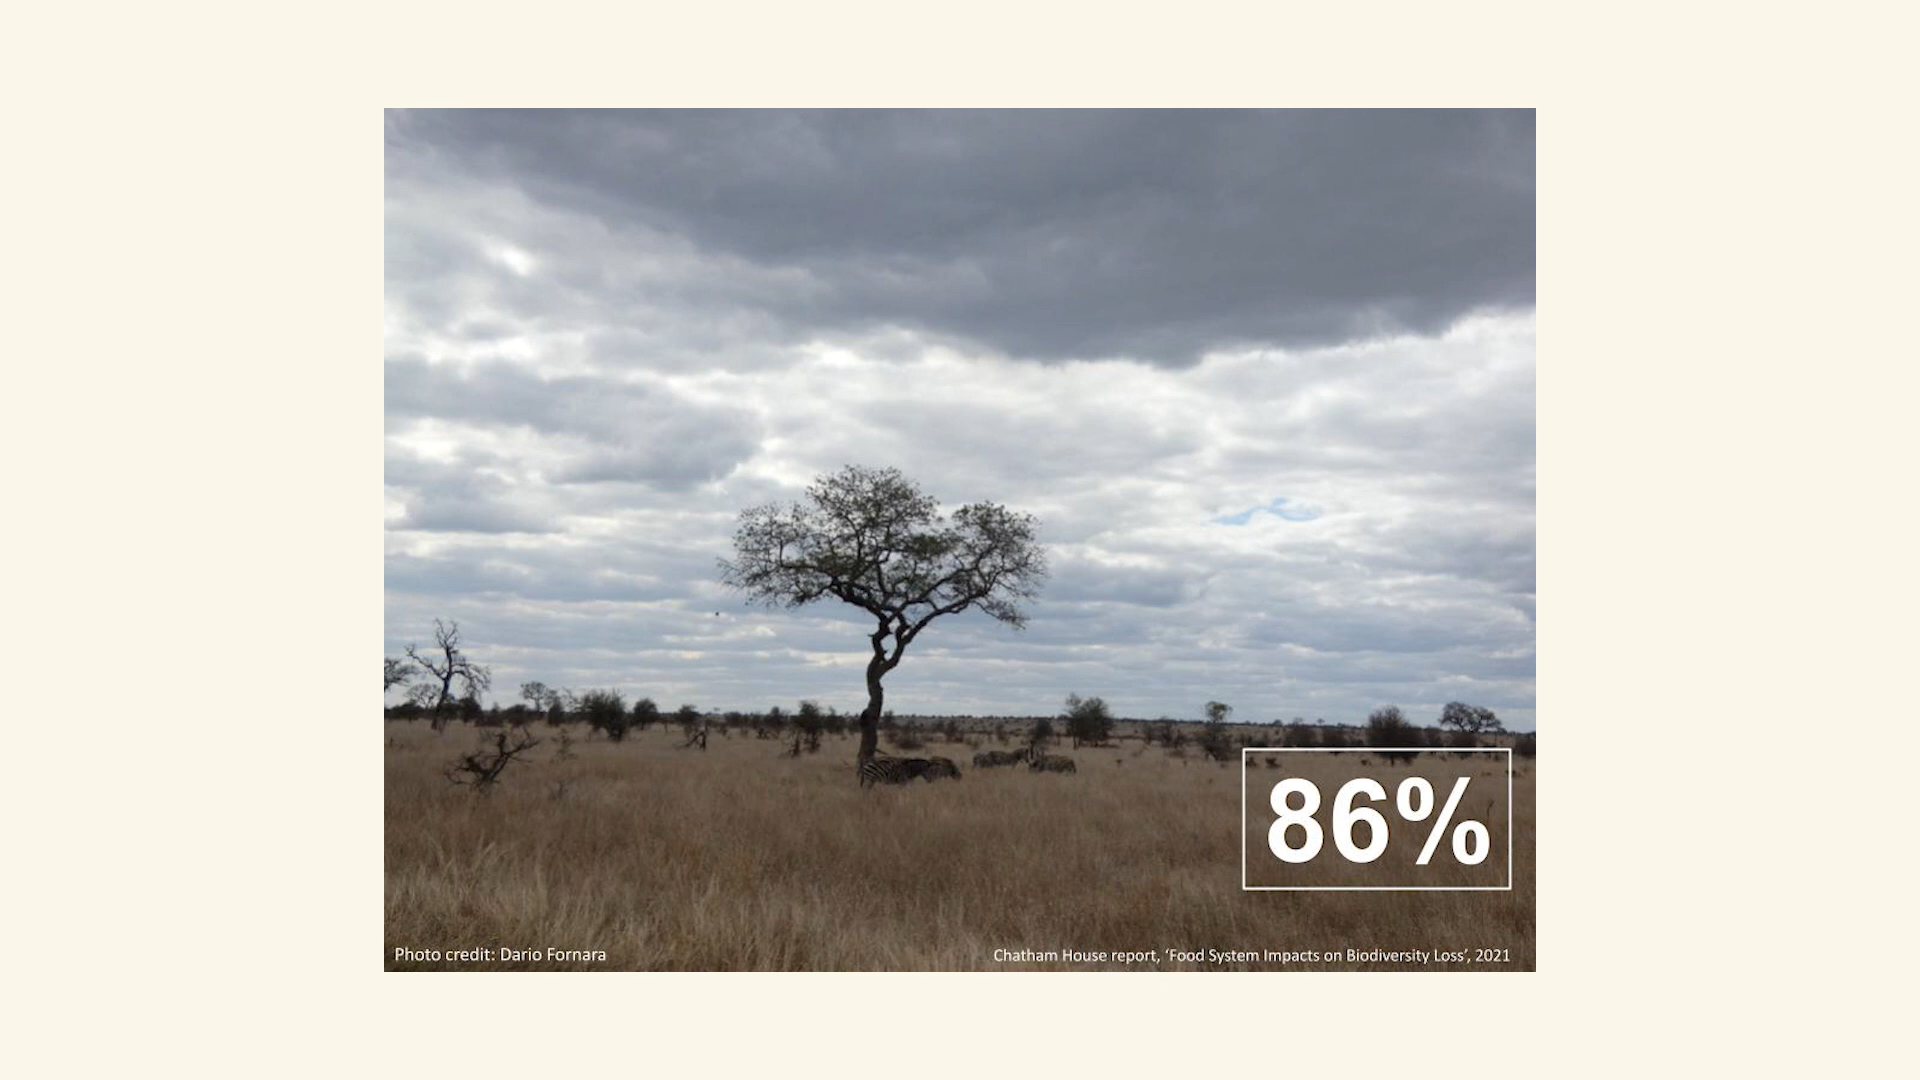 86%
Photo credit: Dario Fornara
Chatham House report, ‘Food System Impacts on Biodiversity Loss’, 2021